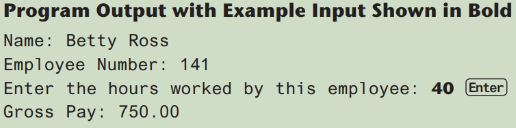 Program Output with Example Input Shown in Bold
Name: Betty Ross
Employee Number: 141
Enter the hours worked by this employee: 40 Enter
Gross Pay: 750.00